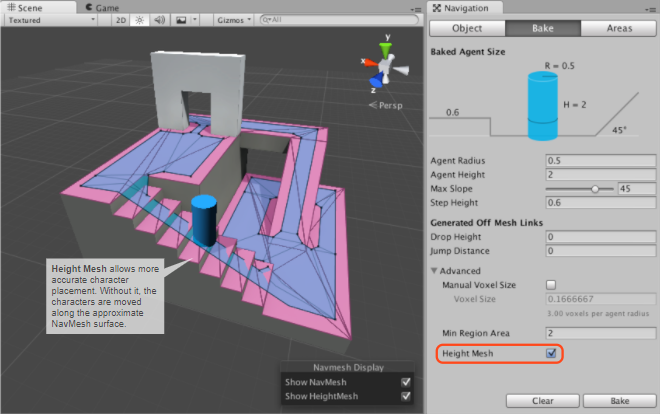 Scene
Game
Textured
2D
Gizmos
All
y
x
z
Persp
Height Mesh allows more
accurate character
placement. Without it, the
characters are moved
along the approximate
NavMesh surface.
Navmesh Display
Show NavMesh
Show HeightMesh
Navigation
Object
Bake
Areas
Baked Agent Size
R = 0.5
0.6
H = 2
45°
Agent Radius 0.5
Agent Height 2
Max Slope 45
Step Height 0.6
Generated Off Mesh Links
Drop Height 0
Jump Distance 0
Advanced
Manual Voxel Size
Voxel Size 0.1666667
3.00 voxels per agent radius
Min Region Area 2
Height Mesh
Clear
Bake